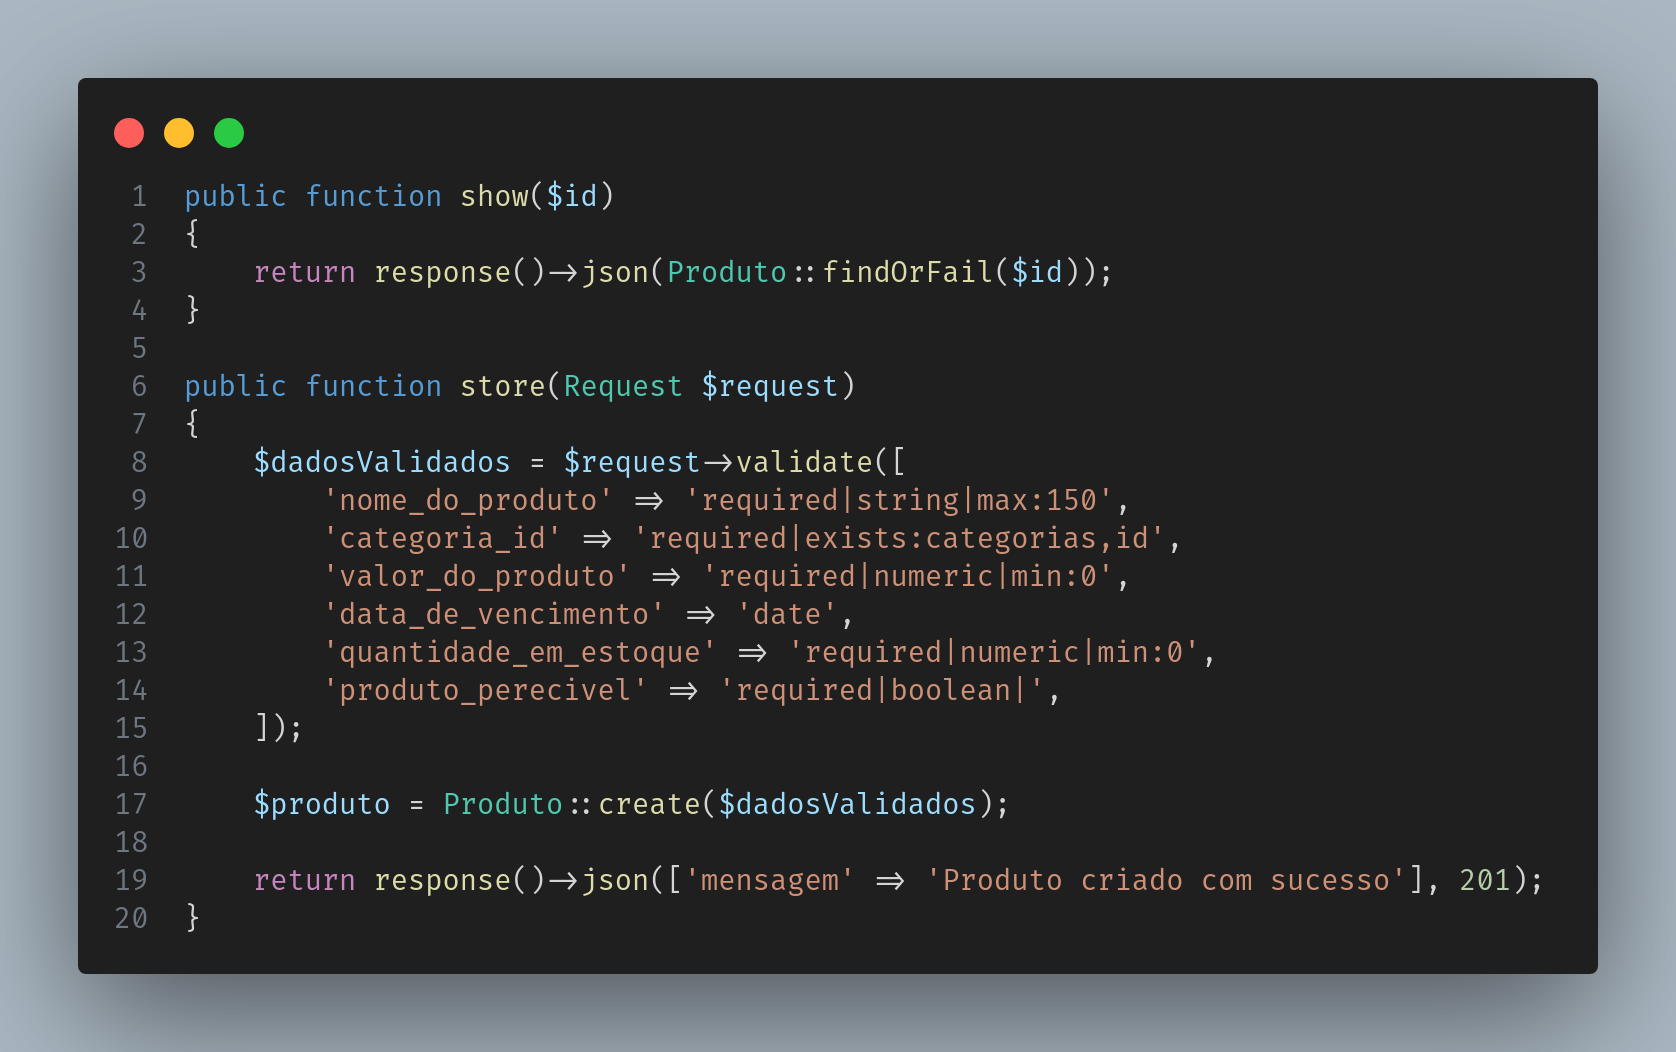 1 public function show($id)
2 {
3     return response()->json(Produto::findOrFail($id));
4 }
5
6 public function store(Request $request)
7 {
8     $dadosValidados = $request->validate([
9         'nome_do_produto' => 'required|string|max:150',
10         'categoria_id' => 'required|exists:categorias,id',
11         'valor_do_produto' => 'required|numeric|min:0',
12         'data_de_vencimento' => 'date',
13         'quantidade_em_estoque' => 'required|numeric|min:0',
14         'produto_perecivel' => 'required|boolean|',
15     ]);
16
17     $produto = Produto::create($dadosValidados);
18
19     return response()->json(['mensagem' => 'Produto criado com sucesso'], 201);
20 }